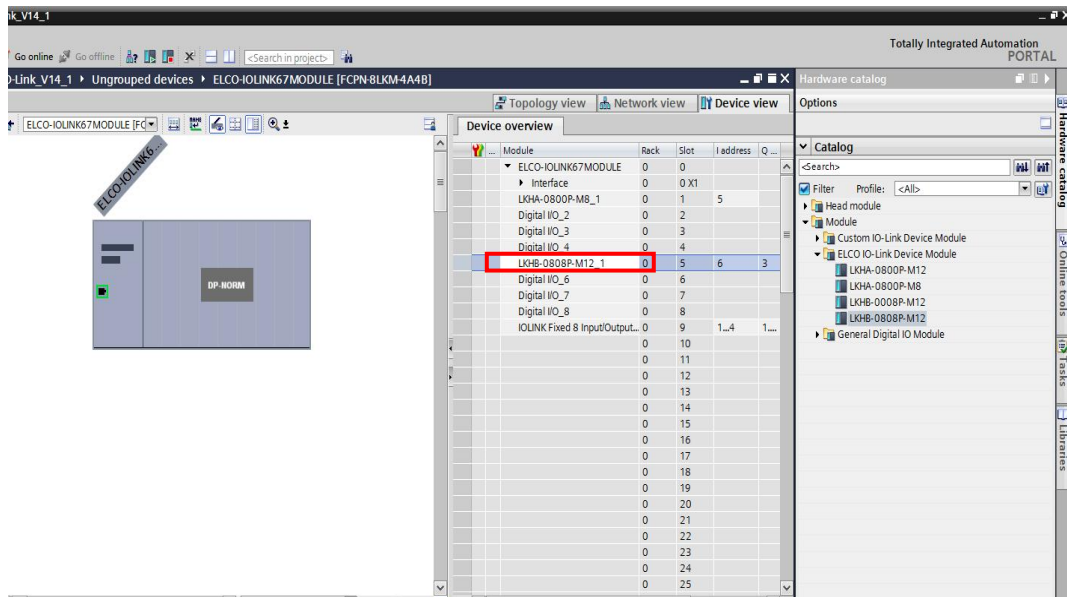 nk_V14_1
Totally Integrated Automation
PORTAL
Go online Go offline <Search in project>
O-Link_V14_1 ▸ Ungrouped devices ▸ ELCO-IOLINK67MODULE [FCPN-8LKM-4A4B]
Hardware catalog
Topology view Network view Device view
Options
ELCO-IOLINK67MODULE [FC
Device overview
ELCO-IOLINK6...
DP-NORM
... Module Rack Slot I address Q ...
ELCO-IOLINK67MODULE 0 0
Interface 0 0 X1
LKHA-0800P-M8_1 0 1 5
Digital I/O_2 0 2
Digital I/O_3 0 3
Digital I/O_4 0 4
LKHB-0808P-M12_1 0 5 6 3
Digital I/O_6 0 6
Digital I/O_7 0 7
Digital I/O_8 0 8
IOLINK Fixed 8 Input/Output... 0 9 1...4 1....
0 10
0 11
0 12
0 13
0 14
0 15
0 16
0 17
0 18
0 19
0 20
0 21
0 22
0 23
0 24
0 25
Catalog
<Search>
Filter Profile: <All>
Head module
Module
Custom IO-Link Device Module
ELCO IO-Link Device Module
LKHA-0800P-M12
LKHA-0800P-M8
LKHB-0008P-M12
LKHB-0808P-M12
General Digital IO Module
Hardware catalog
Online tools
Tasks
Libraries